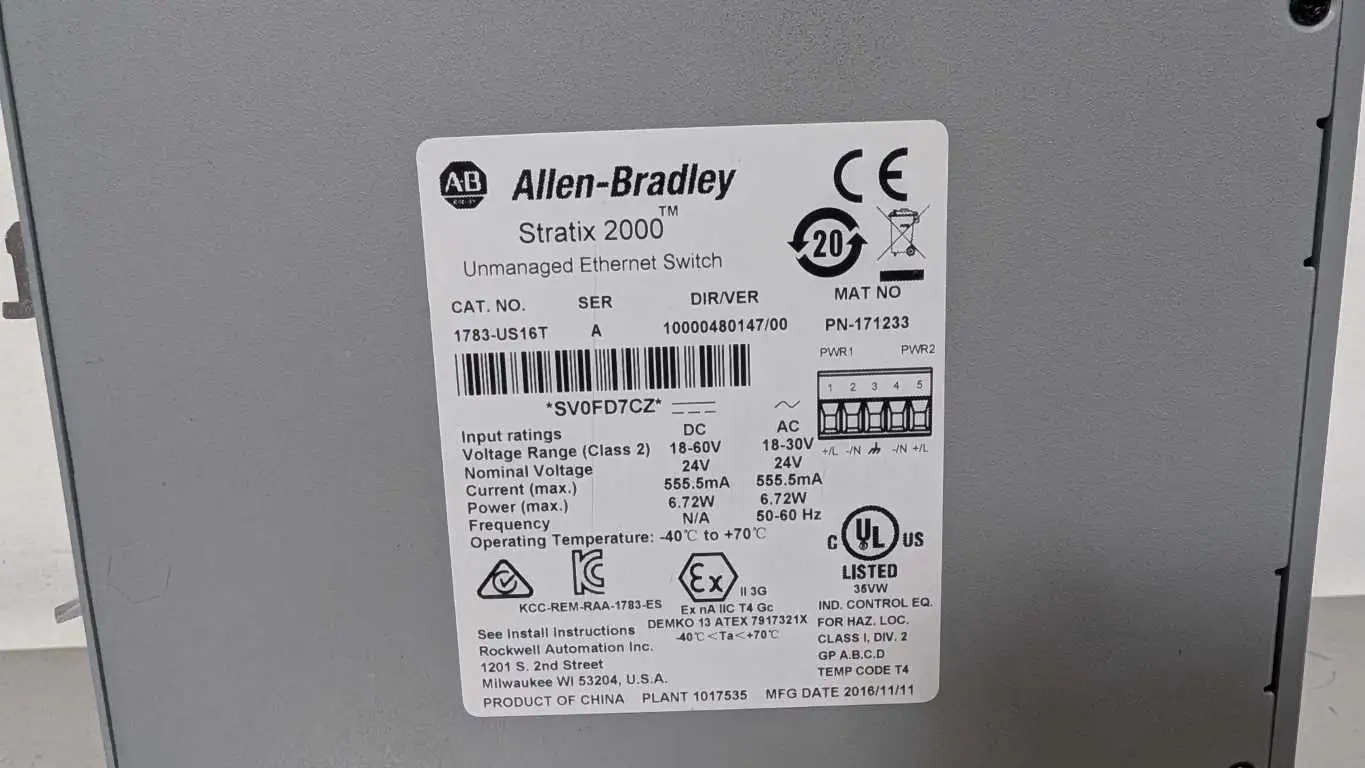 AB
Allen-Bradley
CE
Stratix 2000™
20
Unmanaged Ethernet Switch
CAT. NO. SER DIR/VER MAT NO
1783-US16T A 10000480147/00 PN-171233
PWR1 PWR2
1 2 3 4 5
*SV0FD7CZ*
+/L -/N -/N +/L
Input ratings DC AC
Voltage Range (Class 2) 18-60V 18-30V
Nominal Voltage 24V 24V
Current (max.) 555.5mA 555.5mA
Power (max.) 6.72W 6.72W
Frequency N/A 50-60 Hz
Operating Temperature: -40℃ to +70℃
C UL US
LISTED
35VW
IND. CONTROL EQ.
FOR HAZ. LOC.
CLASS I, DIV. 2
GP A.B.C.D
TEMP CODE T4
KC
KCC-REM-RAA-1783-ES
Ex II 3G
Ex nA IIC T4 Gc
DEMKO 13 ATEX 7917321X
-40℃<Ta<+70℃
See Install Instructions
Rockwell Automation Inc.
1201 S. 2nd Street
Milwaukee WI 53204, U.S.A.
PRODUCT OF CHINA PLANT 1017535 MFG DATE 2016/11/11